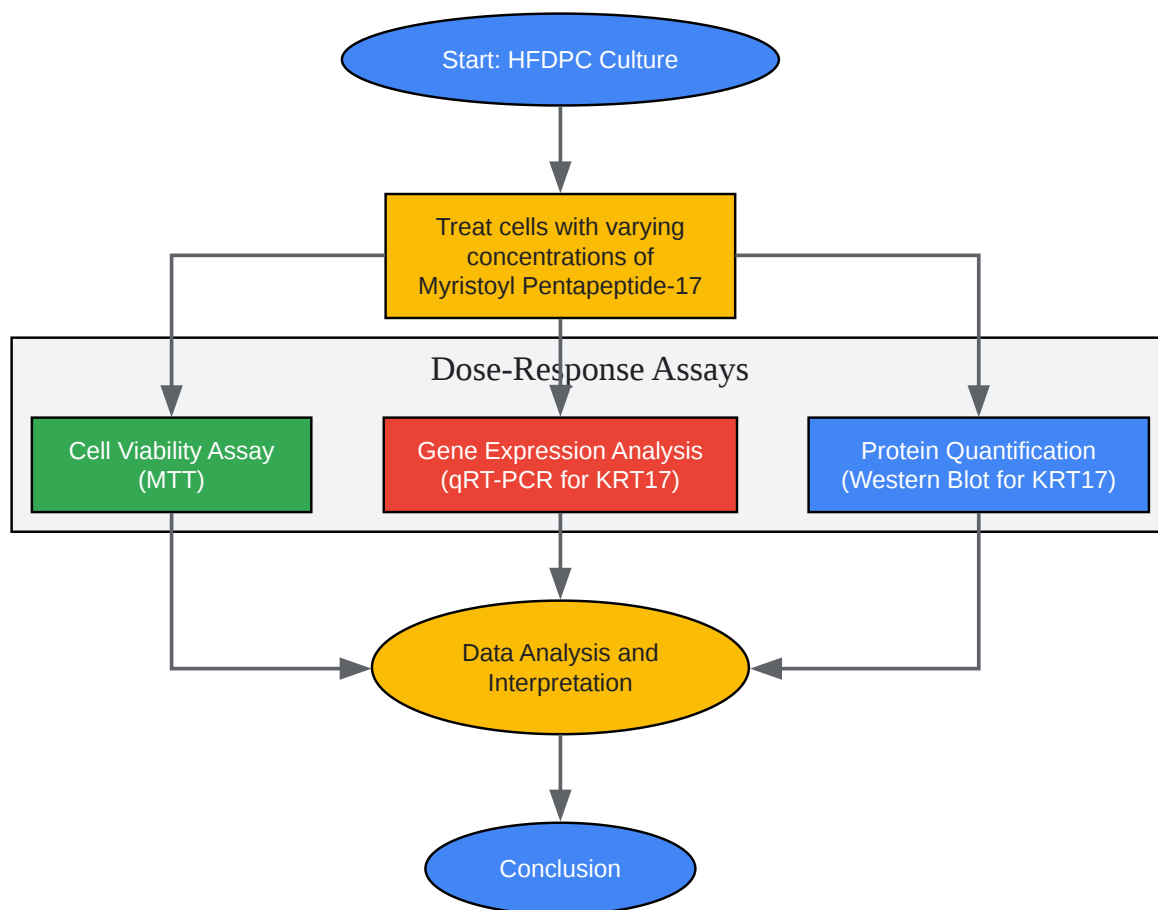 Start: HFDPC Culture
Treat cells with varying
concentrations of
Myristoyl Pentapeptide-17
Dose-Response Assays
Cell Viability Assay
(MTT)
Gene Expression Analysis
(qRT-PCR for KRT17)
Protein Quantification
(Western Blot for KRT17)
Data Analysis and
Interpretation
Conclusion